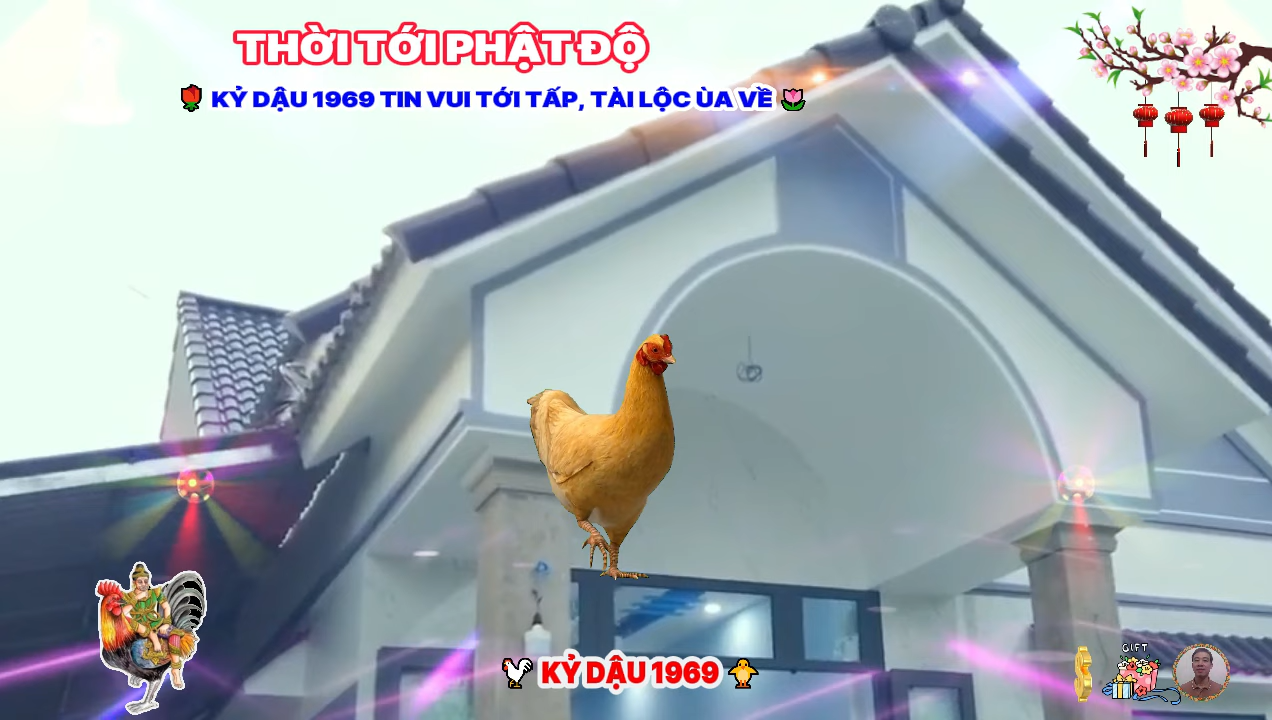 THỜI TỚI PHẬT ĐỘ
KỶ DẬU 1969 TIN VUI TỚI TẤP, TÀI LỘC ÙA VỀ
KỶ DẬU 1969
GIFT